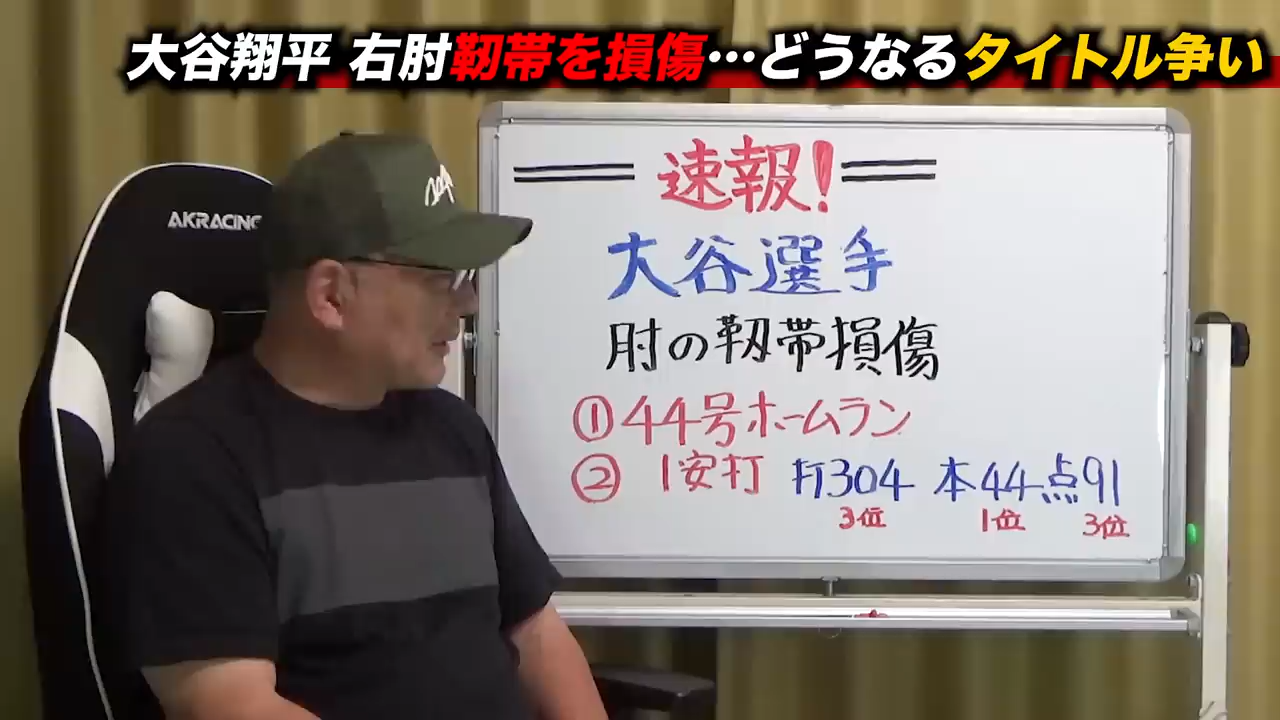 大谷翔平 右肘靭帯を損傷…どうなるタイトル争い
AKRACING
速報!
大谷選手
肘の靱帯損傷
①44号ホームラン
② 1安打 打304 本44点91
3位 1位 3位